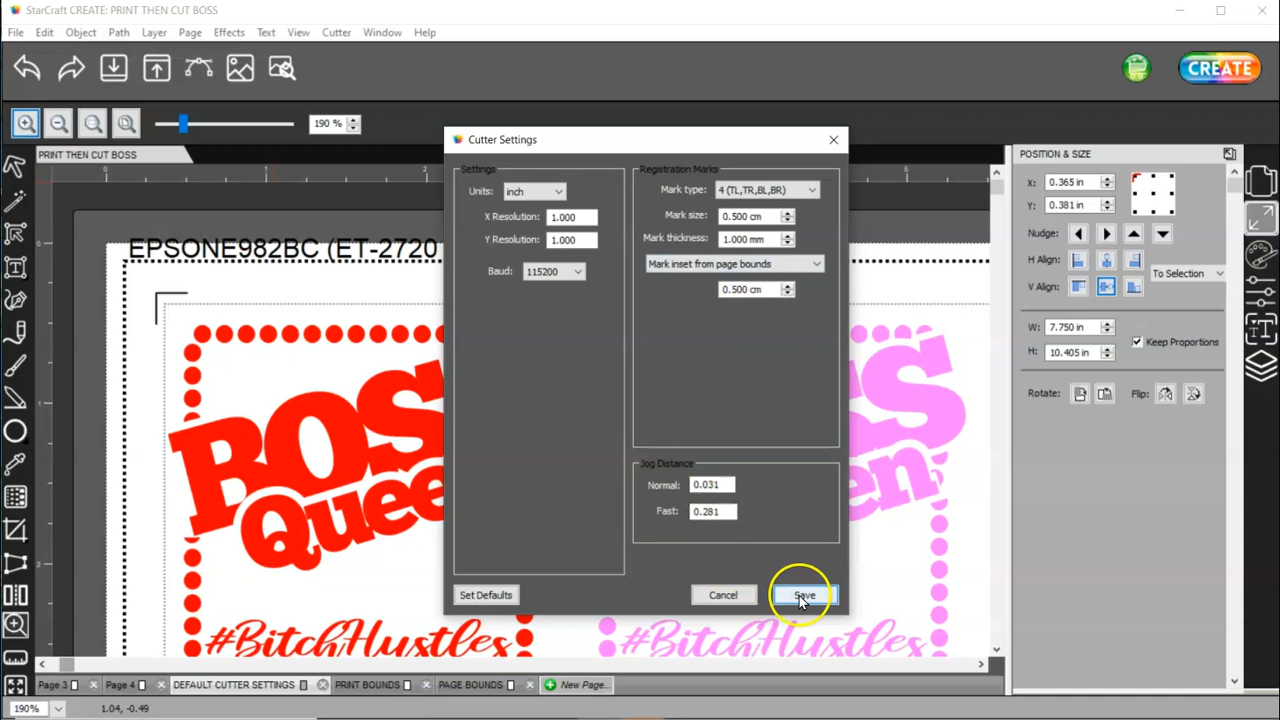 StarCraft CREATE: PRINT THEN CUT BOSS
File Edit Object Path Layer Page Effects Text View Cutter Window Help
CREATE
190 %
PRINT THEN CUT BOSS
0 1
EPSONE982BC (ET-2720
BOSS
Queen
#BitchHustles
#BitchHustles
Cutter Settings
Settings
Units: inch
X Resolution: 1.000
Y Resolution: 1.000
Baud: 115200
Registration Marks
Mark type: 4 (TL,TR,BL,BR)
Mark size: 0.500 cm
Mark thickness: 1.000 mm
Mark inset from page bounds
0.500 cm
Jog Distance
Normal: 0.031
Fast: 0.281
Set Defaults Cancel Save
POSITION & SIZE
X: 0.365 in
Y: 0.381 in
Nudge:
H Align:
To Selection
V Align:
W: 7.750 in
Keep Proportions
H: 10.405 in
Rotate: Flip:
Page 3 Page 4 DEFAULT CUTTER SETTINGS PRINT BOUNDS PAGE BOUNDS New Page...
190% 1.04, -0.49